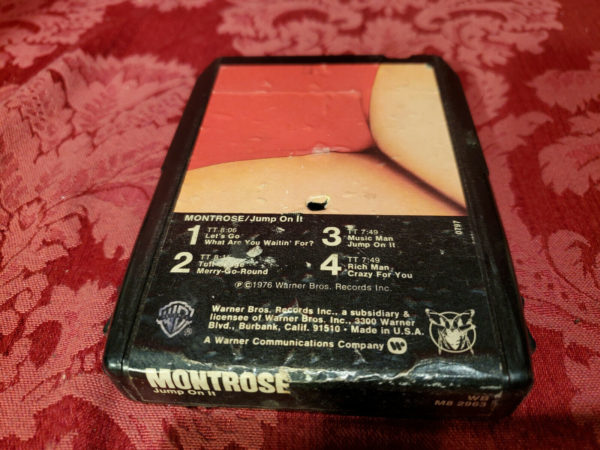 MONTROSE/Jump On It
1 TT 8:06
Let's Go
What Are You Waitin' For?
2 TT
Merry-Go-Round
3 TT 7:49
Music Man
Jump On It
4 TT 7:49
Rich Man
Crazy For You
0797
℗©1976 Warner Bros. Records Inc.
WB
Warner Bros. Records Inc., a subsidiary &
licensee of Warner Bros. Inc., 3300 Warner
Blvd., Burbank, Calif. 91510 • Made in U.S.A.
A Warner Communications Company
MONTROSE
Jump On It
WB
M8 2963